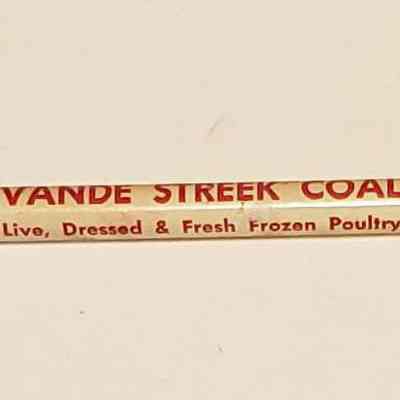 VANDE STREEK COAL
Live, Dressed & Fresh Frozen Poultry